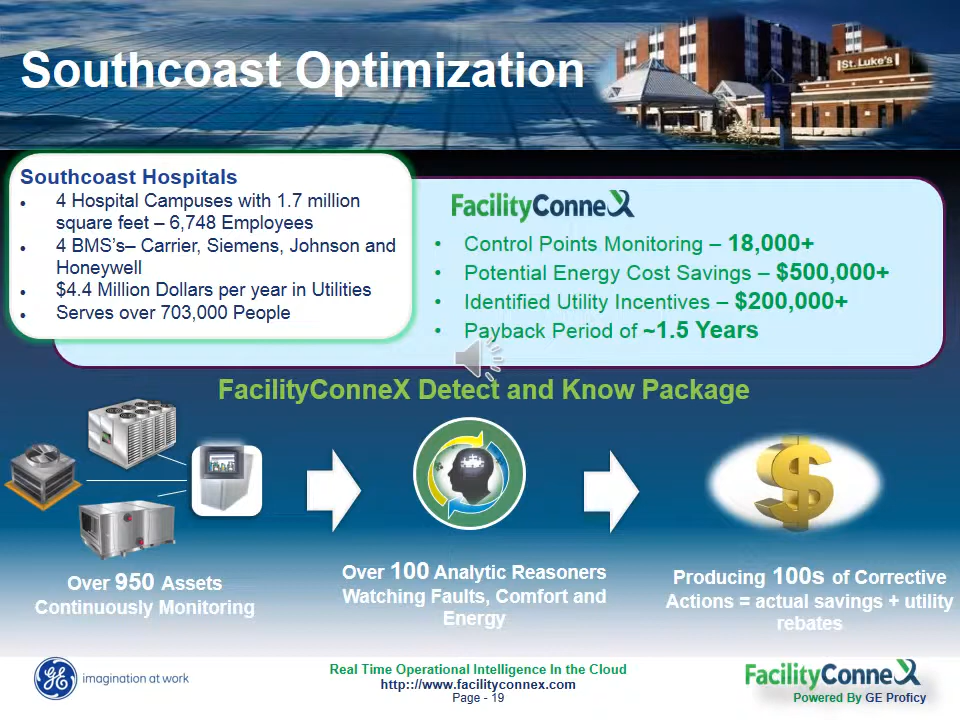 Southcoast Optimization
St. Luke's
Southcoast Hospitals
• 4 Hospital Campuses with 1.7 million
square feet – 6,748 Employees
• 4 BMS's– Carrier, Siemens, Johnson and
Honeywell
• $4.4 Million Dollars per year in Utilities
• Serves over 703,000 People
FacilityConneX
• Control Points Monitoring – 18,000+
• Potential Energy Cost Savings – $500,000+
• Identified Utility Incentives – $200,000+
• Payback Period of ~1.5 Years
FacilityConneX Detect and Know Package
Over 950 Assets
Continuously Monitoring
Over 100 Analytic Reasoners
Watching Faults, Comfort and
Energy
Producing 100s of Corrective
Actions = actual savings + utility
rebates
GE imagination at work
Real Time Operational Intelligence In the Cloud
http:://www.facilityconnex.com
Page - 19
FacilityConneX
Powered By GE Proficy